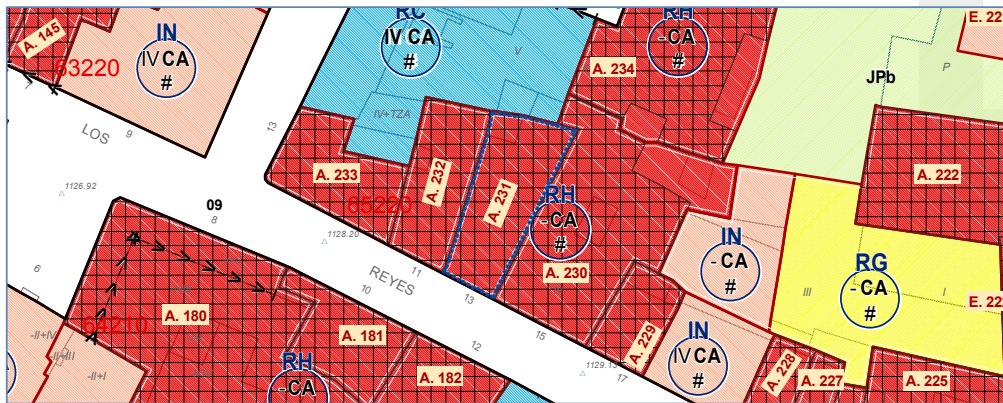 A. 145
63220
IN
IV CA
#
RC
IV CA
#
V
IV+TZA
RH
-CA
#
A. 234
P
JPb
E. 22
7
9
LOS
13
1126.92
09
8
1128.20
A. 233
A. 232
65220
A. 231
RH
-CA
#
A. 230
A. 222
IN
-CA
#
RG
-CA
#
III
I
E. 22
REYES
11
13
15
17
6
10
12
A. 180
64210
A. 181
A. 182
RH
-CA
-II+IV
-II+III
-II+I
A. 229
1129.13
IN
IV CA
#
A. 228
A. 227
A. 225